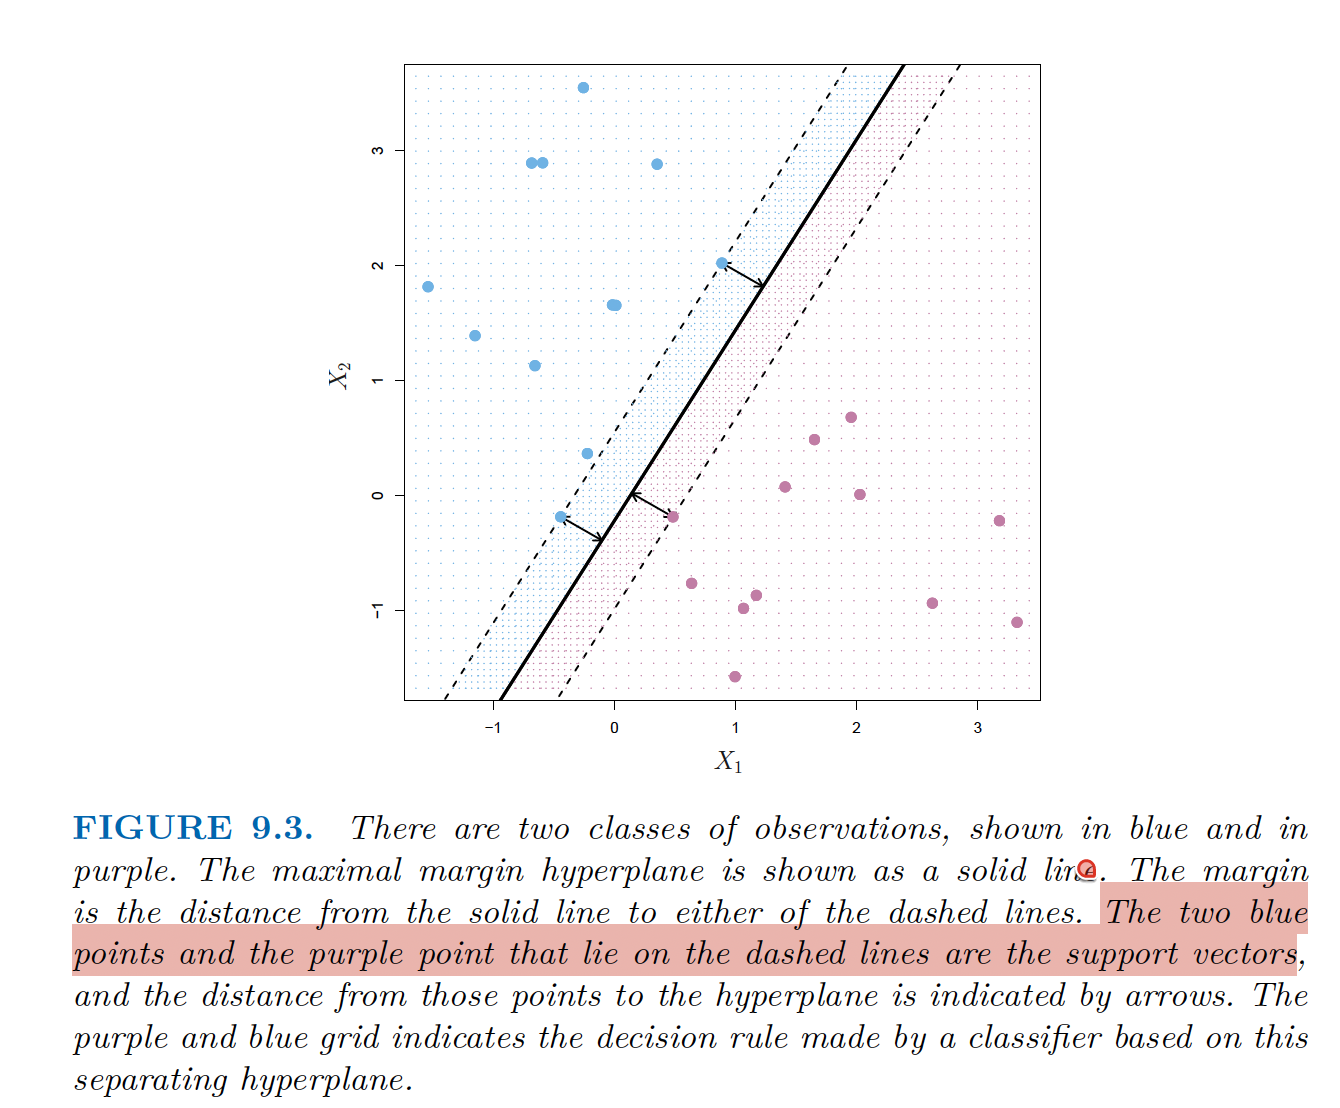 3
2
1
0
−1
X2
−1
0
1
2
3
X1
FIGURE 9.3. There are two classes of observations, shown in blue and in
purple. The maximal margin hyperplane is shown as a solid line. The margin
is the distance from the solid line to either of the dashed lines. The two blue
points and the purple point that lie on the dashed lines are the support vectors,
and the distance from those points to the hyperplane is indicated by arrows. The
purple and blue grid indicates the decision rule made by a classifier based on this
separating hyperplane.